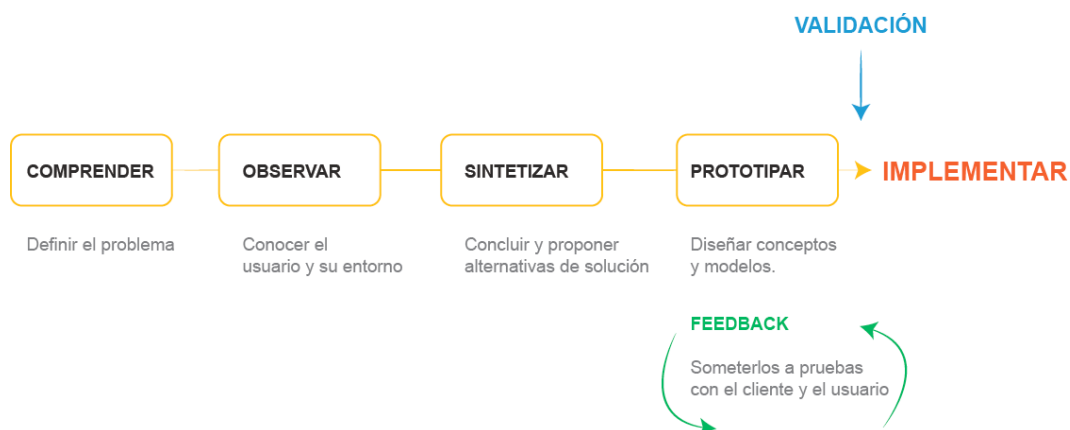 VALIDACIÓN
COMPRENDER
OBSERVAR
SINTETIZAR
PROTOTIPAR
IMPLEMENTAR
Definir el problema
Conocer el
usuario y su entorno
Concluir y proponer
alternativas de solución
Diseñar conceptos
y modelos.
FEEDBACK
Someterlos a pruebas
con el cliente y el usuario